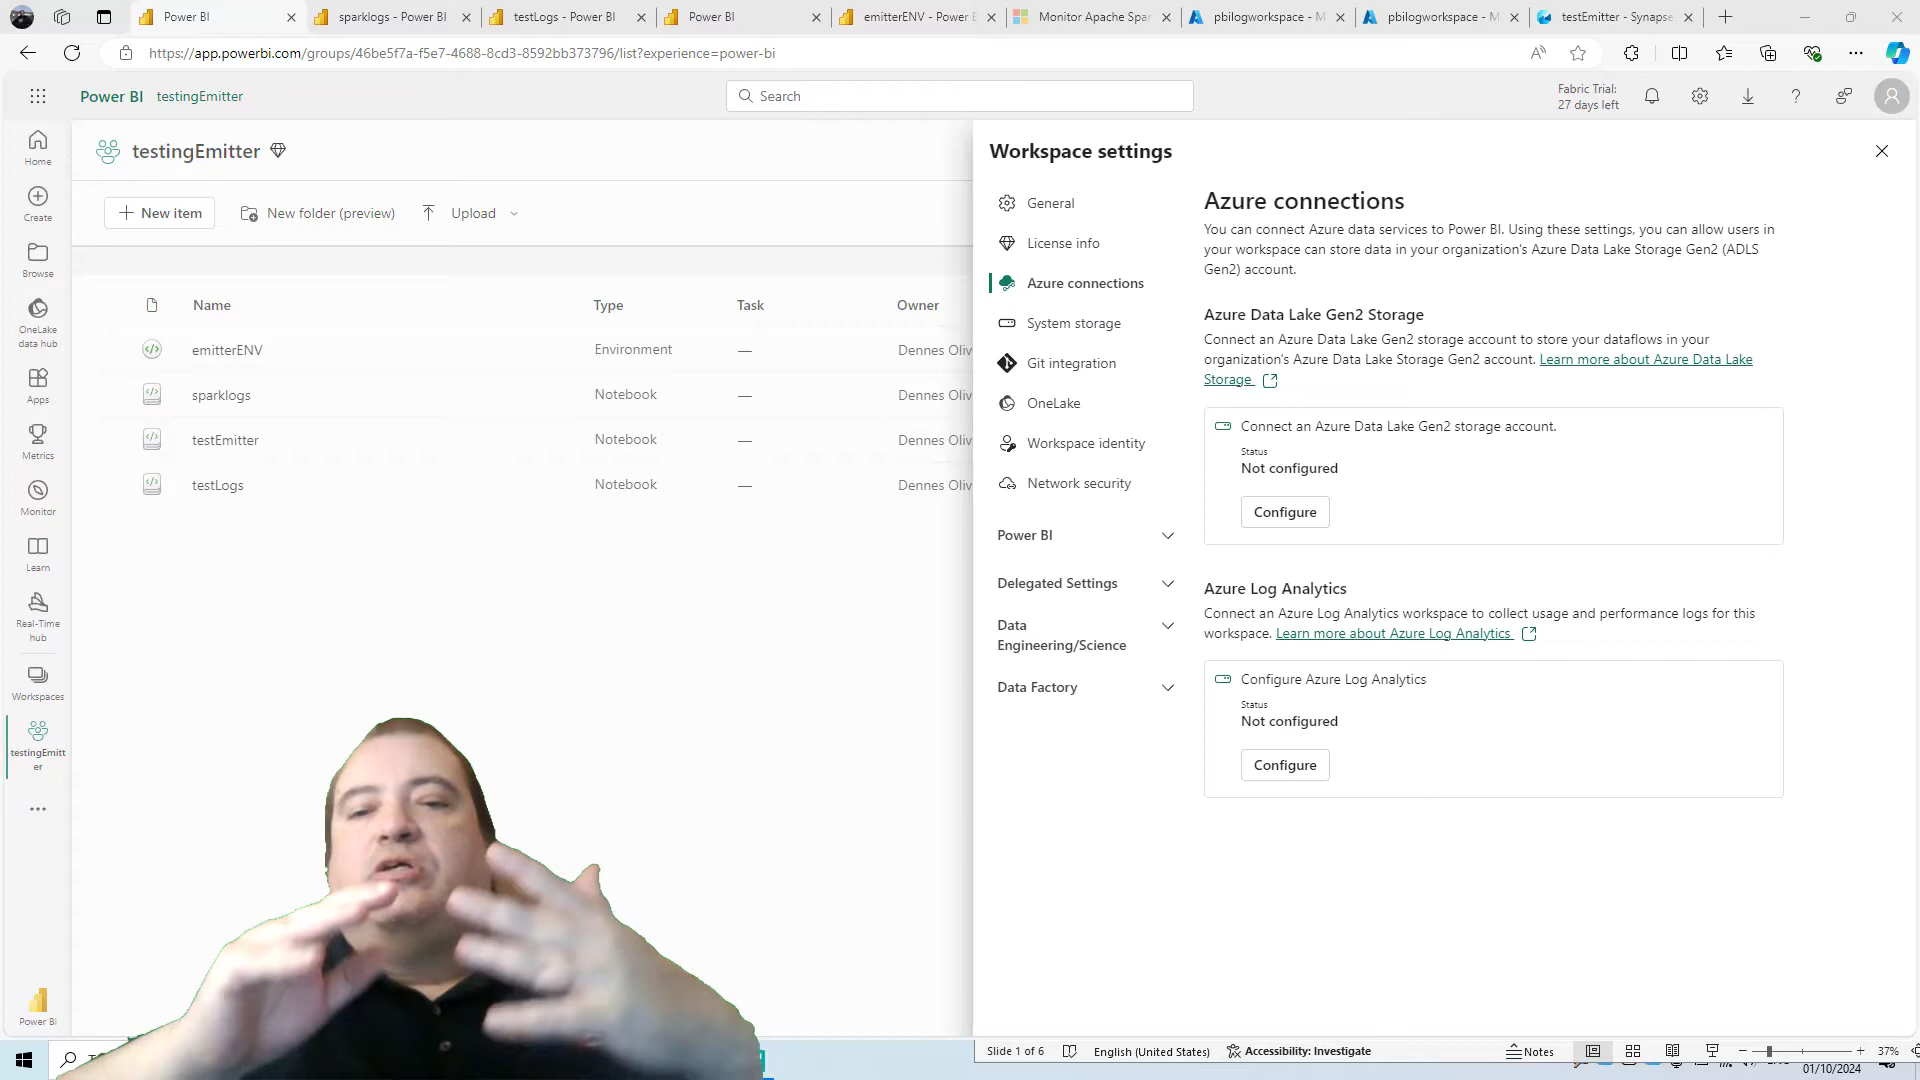 Power BI
sparklogs - Power BI
testLogs - Power BI
Power BI
emitterENV - Power B
Monitor Apache Spar
pbilogworkspace - M
pbilogworkspace - M
testEmitter - Synapse
https://app.powerbi.com/groups/46be5f7a-f5e7-4688-8cd3-8592bb373796/list?experience=power-bi
Power BI testingEmitter
Search
Fabric Trial:
27 days left
Home
Create
Browse
OneLake
data hub
Apps
Metrics
Monitor
Learn
Real-Time
hub
Workspaces
testingEmitt
er
Power BI
testingEmitter
New item
New folder (preview)
Upload
Name Type Task Owner
emitterENV Environment — Dennes Oliv
sparklogs Notebook — Dennes Oliv
testEmitter Notebook — Dennes Oliv
testLogs Notebook — Dennes Oliv
Workspace settings
General
License info
Azure connections
System storage
Git integration
OneLake
Workspace identity
Network security
Power BI
Delegated Settings
Data
Engineering/Science
Data Factory
Azure connections
You can connect Azure data services to Power BI. Using these settings, you can allow users in
your workspace can store data in your organization's Azure Data Lake Storage Gen2 (ADLS
Gen2) account.
Azure Data Lake Gen2 Storage
Connect an Azure Data Lake Gen2 storage account to store your dataflows in your
organization's Azure Data Lake Storage Gen2 account. Learn more about Azure Data Lake
Storage
Connect an Azure Data Lake Gen2 storage account.
Status
Not configured
Configure
Azure Log Analytics
Connect an Azure Log Analytics workspace to collect usage and performance logs for this
workspace. Learn more about Azure Log Analytics
Configure Azure Log Analytics
Status
Not configured
Configure
Slide 1 of 6
English (United States)
Accessibility: Investigate
Notes
37%
01/10/2024